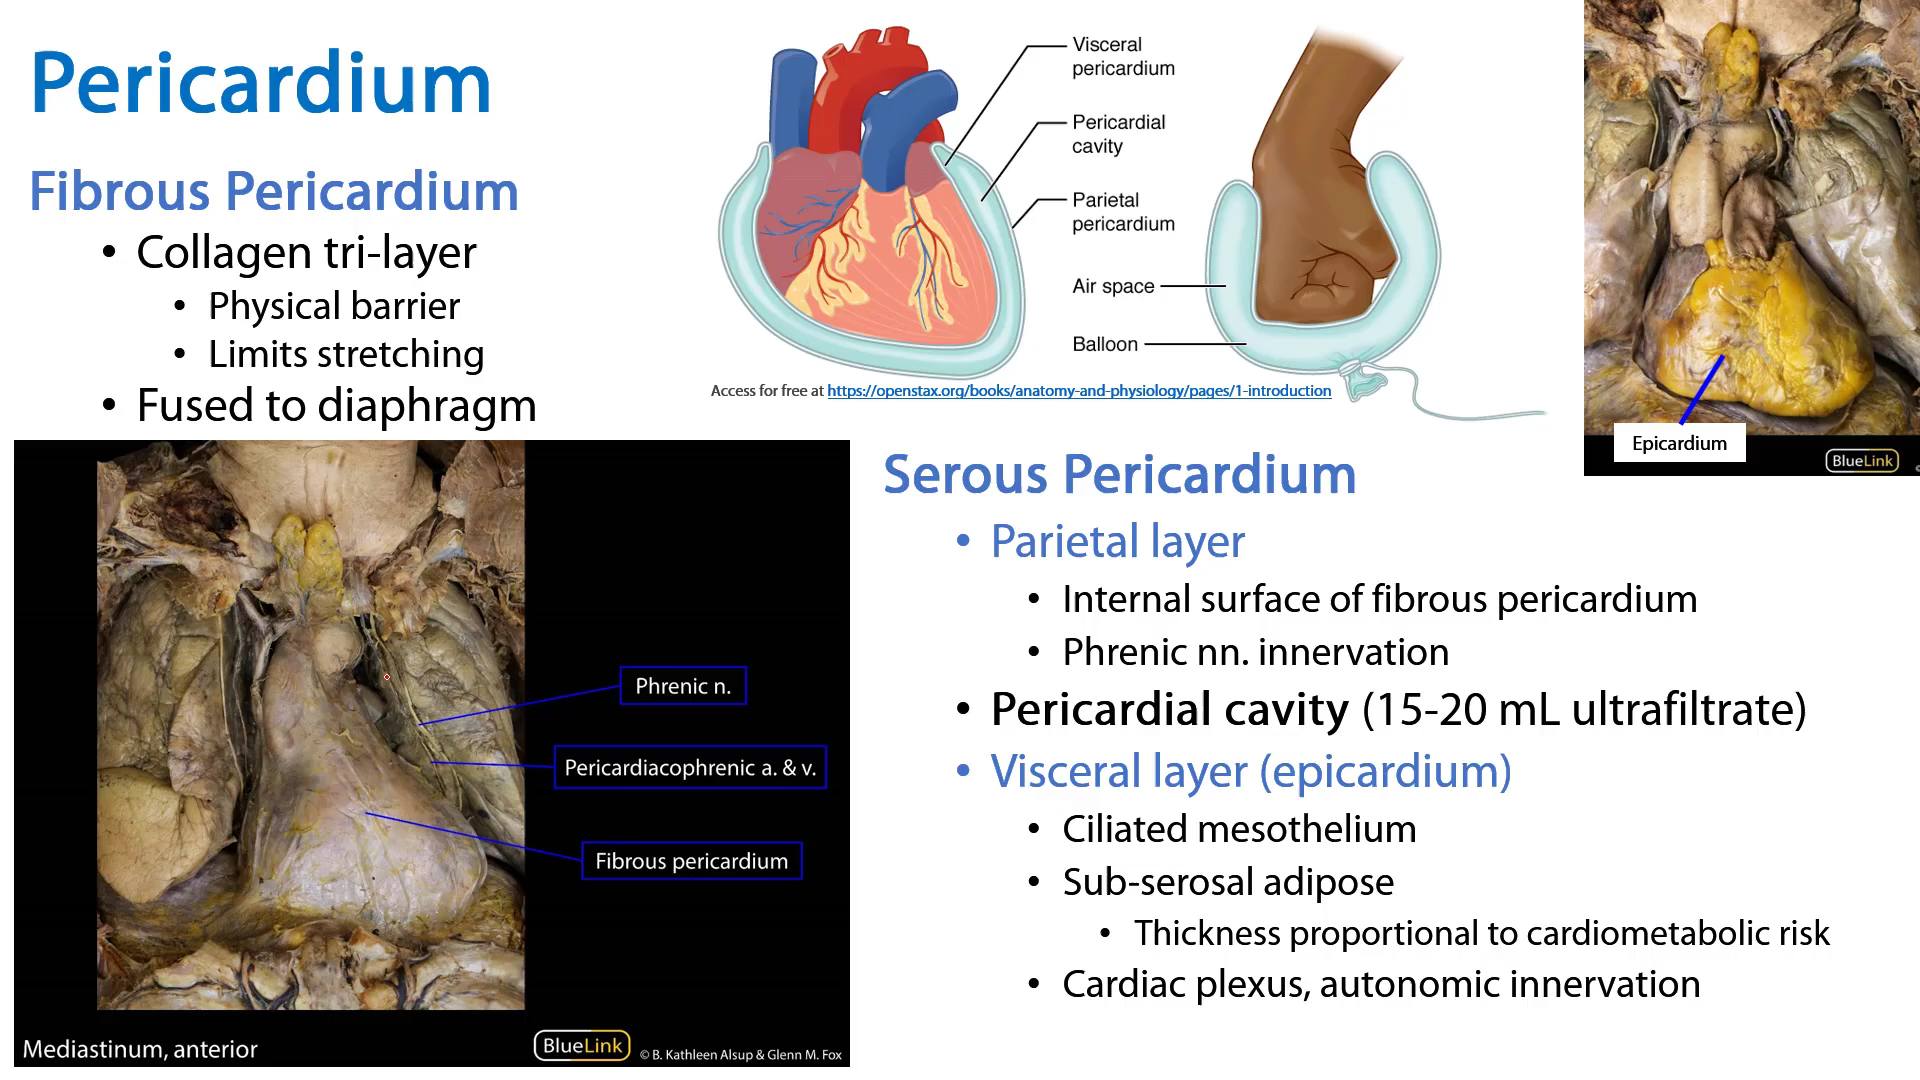 Pericardium
Fibrous Pericardium
• Collagen tri-layer
• Physical barrier
• Limits stretching
• Fused to diaphragm
Visceral
pericardium
Pericardial
cavity
Parietal
pericardium
Air space
Balloon
Access for free at https://openstax.org/books/anatomy-and-physiology/pages/1-introduction
Epicardium
BlueLink
Phrenic n.
Pericardiacophrenic a. & v.
Fibrous pericardium
Mediastinum, anterior
BlueLink
© B. Kathleen Alsup & Glenn M. Fox
Serous Pericardium
• Parietal layer
• Internal surface of fibrous pericardium
• Phrenic nn. innervation
• Pericardial cavity (15-20 mL ultrafiltrate)
• Visceral layer (epicardium)
• Ciliated mesothelium
• Sub-serosal adipose
• Thickness proportional to cardiometabolic risk
• Cardiac plexus, autonomic innervation